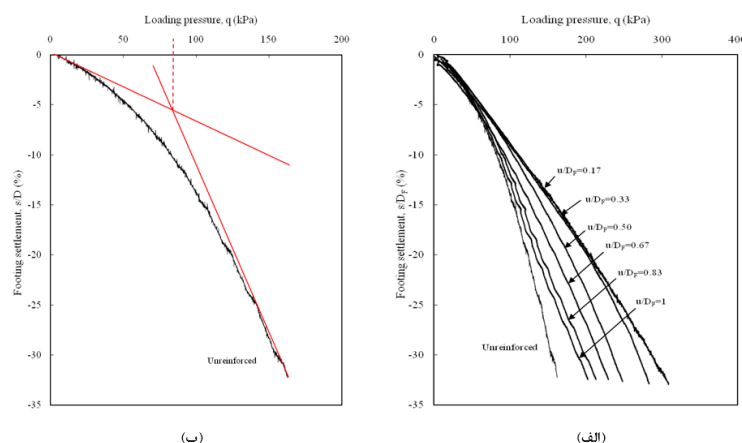 Loading pressure, q (kPa)
0 50 100 150 200
0
-5
-10
-15
-20
-25
-30
-35
Footing settlement, s/D (%)
Unreinforced
(ب)
Loading pressure, q (kPa)
0 100 200 300 400
0
-5
-10
-15
-20
-25
-30
-35
Footing settlement, s/DF (%)
u/DF=0.17
u/DF=0.33
u/DF=0.50
u/DF=0.67
u/DF=0.83
u/DF=1
Unreinforced
(الف)